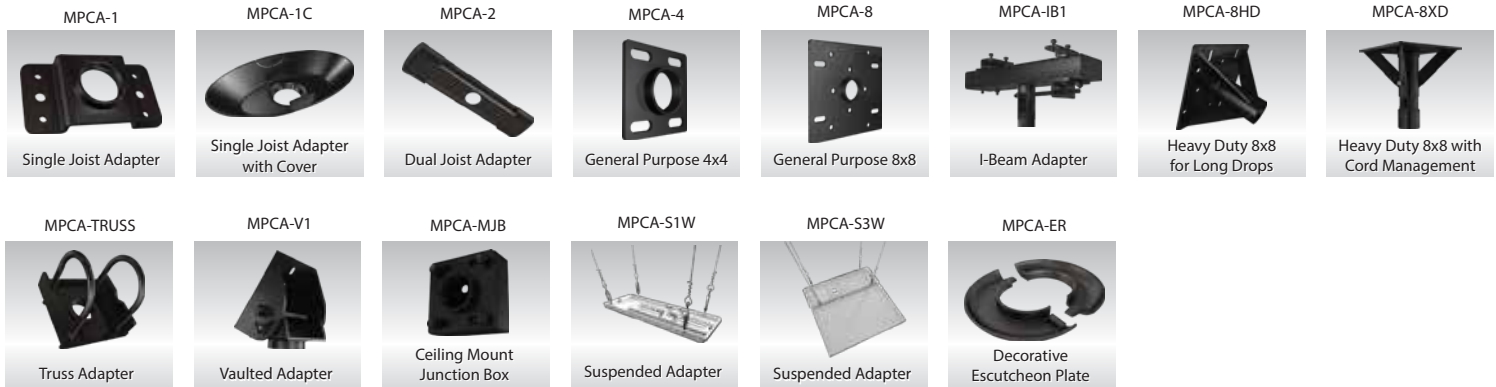 MPCA-1
MPCA-1C
MPCA-2
MPCA-4
MPCA-8
MPCA-IB1
MPCA-8HD
MPCA-8XD
Single Joist Adapter
Single Joist Adapter
with Cover
Dual Joist Adapter
General Purpose 4x4
General Purpose 8x8
I-Beam Adapter
Heavy Duty 8x8
for Long Drops
Heavy Duty 8x8 with
Cord Management
MPCA-TRUSS
MPCA-V1
MPCA-MJB
MPCA-S1W
MPCA-S3W
MPCA-ER
Truss Adapter
Vaulted Adapter
Ceiling Mount
Junction Box
Suspended Adapter
Suspended Adapter
Decorative
Escutcheon Plate